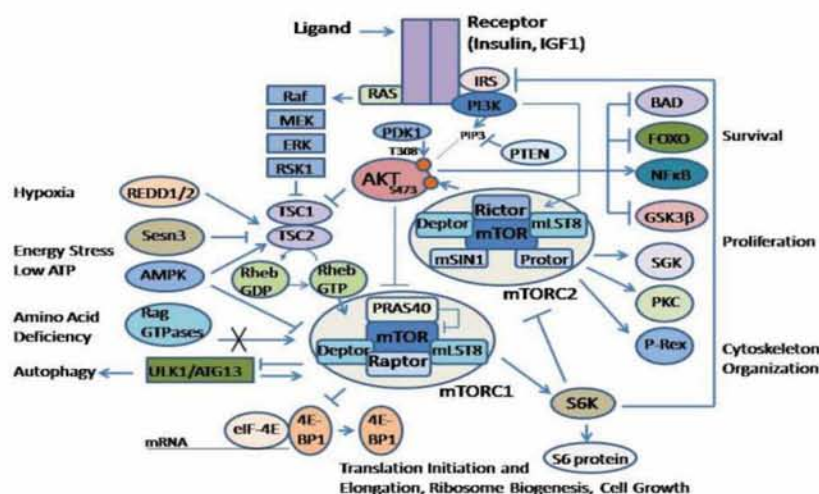 Ligand
Receptor
(Insulin, IGF1)
IRS
RAS
PI3K
Raf
MEK
ERK
RSK1
PDK1
PIP3
T308
PTEN
AKT
S473
BAD
FOXO
NFκB
GSK3β
Survival
Hypoxia
REDD1/2
TSC1
TSC2
Sesn3
Energy Stress
Low ATP
AMPK
Rheb
GDP
Rheb
GTP
Rictor
Deptor
mLST8
mTOR
mSIN1
Protor
mTORC2
Proliferation
SGK
PKC
P-Rex
Cytoskeleton
Organization
Amino Acid
Deficiency
Rag
GTPases
PRAS40
mTOR
Deptor
mLST8
Raptor
mTORC1
Autophagy
ULK1/ATG13
S6K
eIF-4E
4E-
BP1
4E-
BP1
mRNA
S6 protein
Translation Initiation and
Elongation, Ribosome Biogenesis, Cell Growth